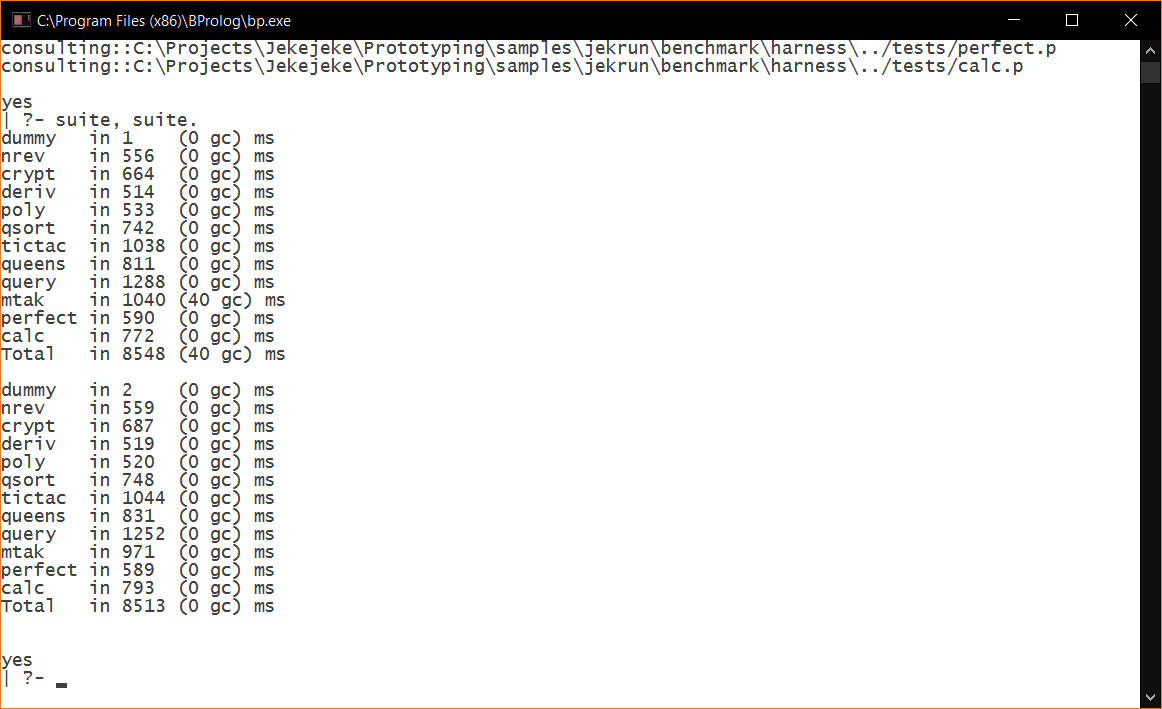 C:\Program Files (x86)\BProlog\bp.exe
consulting::C:\Projects\Jekejeke\Prototyping\samples\jekrun\benchmark\harness\../tests/perfect.p
consulting::C:\Projects\Jekejeke\Prototyping\samples\jekrun\benchmark\harness\../tests/calc.p
yes
| ?- suite, suite.
dummy   in 1    (0 gc) ms
nrev    in 556  (0 gc) ms
crypt   in 664  (0 gc) ms
deriv   in 514  (0 gc) ms
poly    in 533  (0 gc) ms
qsort   in 742  (0 gc) ms
tictac  in 1038 (0 gc) ms
queens  in 811  (0 gc) ms
query   in 1288 (0 gc) ms
mtak    in 1040 (40 gc) ms
perfect in 590  (0 gc) ms
calc    in 772  (0 gc) ms
Total   in 8548 (40 gc) ms
dummy   in 2    (0 gc) ms
nrev    in 559  (0 gc) ms
crypt   in 687  (0 gc) ms
deriv   in 519  (0 gc) ms
poly    in 520  (0 gc) ms
qsort   in 748  (0 gc) ms
tictac  in 1044 (0 gc) ms
queens  in 831  (0 gc) ms
query   in 1252 (0 gc) ms
mtak    in 971  (0 gc) ms
perfect in 589  (0 gc) ms
calc    in 793  (0 gc) ms
Total   in 8513 (0 gc) ms
yes
| ?-